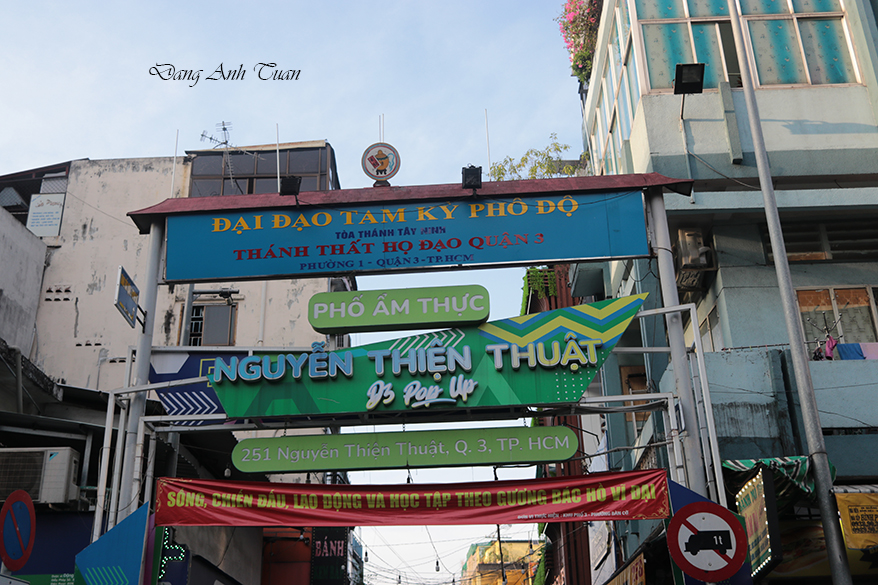 Dang Anh Tuan
ĐẠI ĐẠO TAM KỲ PHỔ ĐỘ
TÒA THÁNH TÂY NINH
THÁNH THẤT HỌ ĐẠO QUẬN 3
PHƯỜNG 1 - QUẬN 3 - TP.HCM
PHỐ ẨM THỰC
NGUYỄN THIỆN THUẬT
D3 Pop Up
251 Nguyễn Thiện Thuật, Q. 3, TP. HCM
SỐNG, CHIẾN ĐẤU, LAO ĐỘNG VÀ HỌC TẬP THEO GƯƠNG BÁC HỒ VĨ ĐẠI
BÁNH
1t